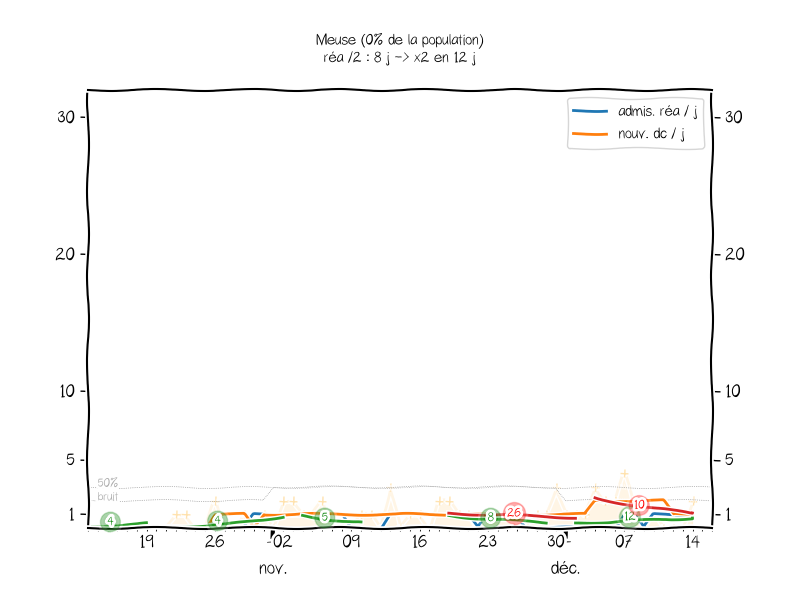 Meuse (0% de la population)
réa /2 : 8 j -> x2 en 12 j
admis. réa / j
nouv. dc / j
30 30
20 20
10 10
5 5
1 1
50%
bruit
4 4 5 8 26 12 10
19 26 02 09 16 23 30 07 14
nov. déc.